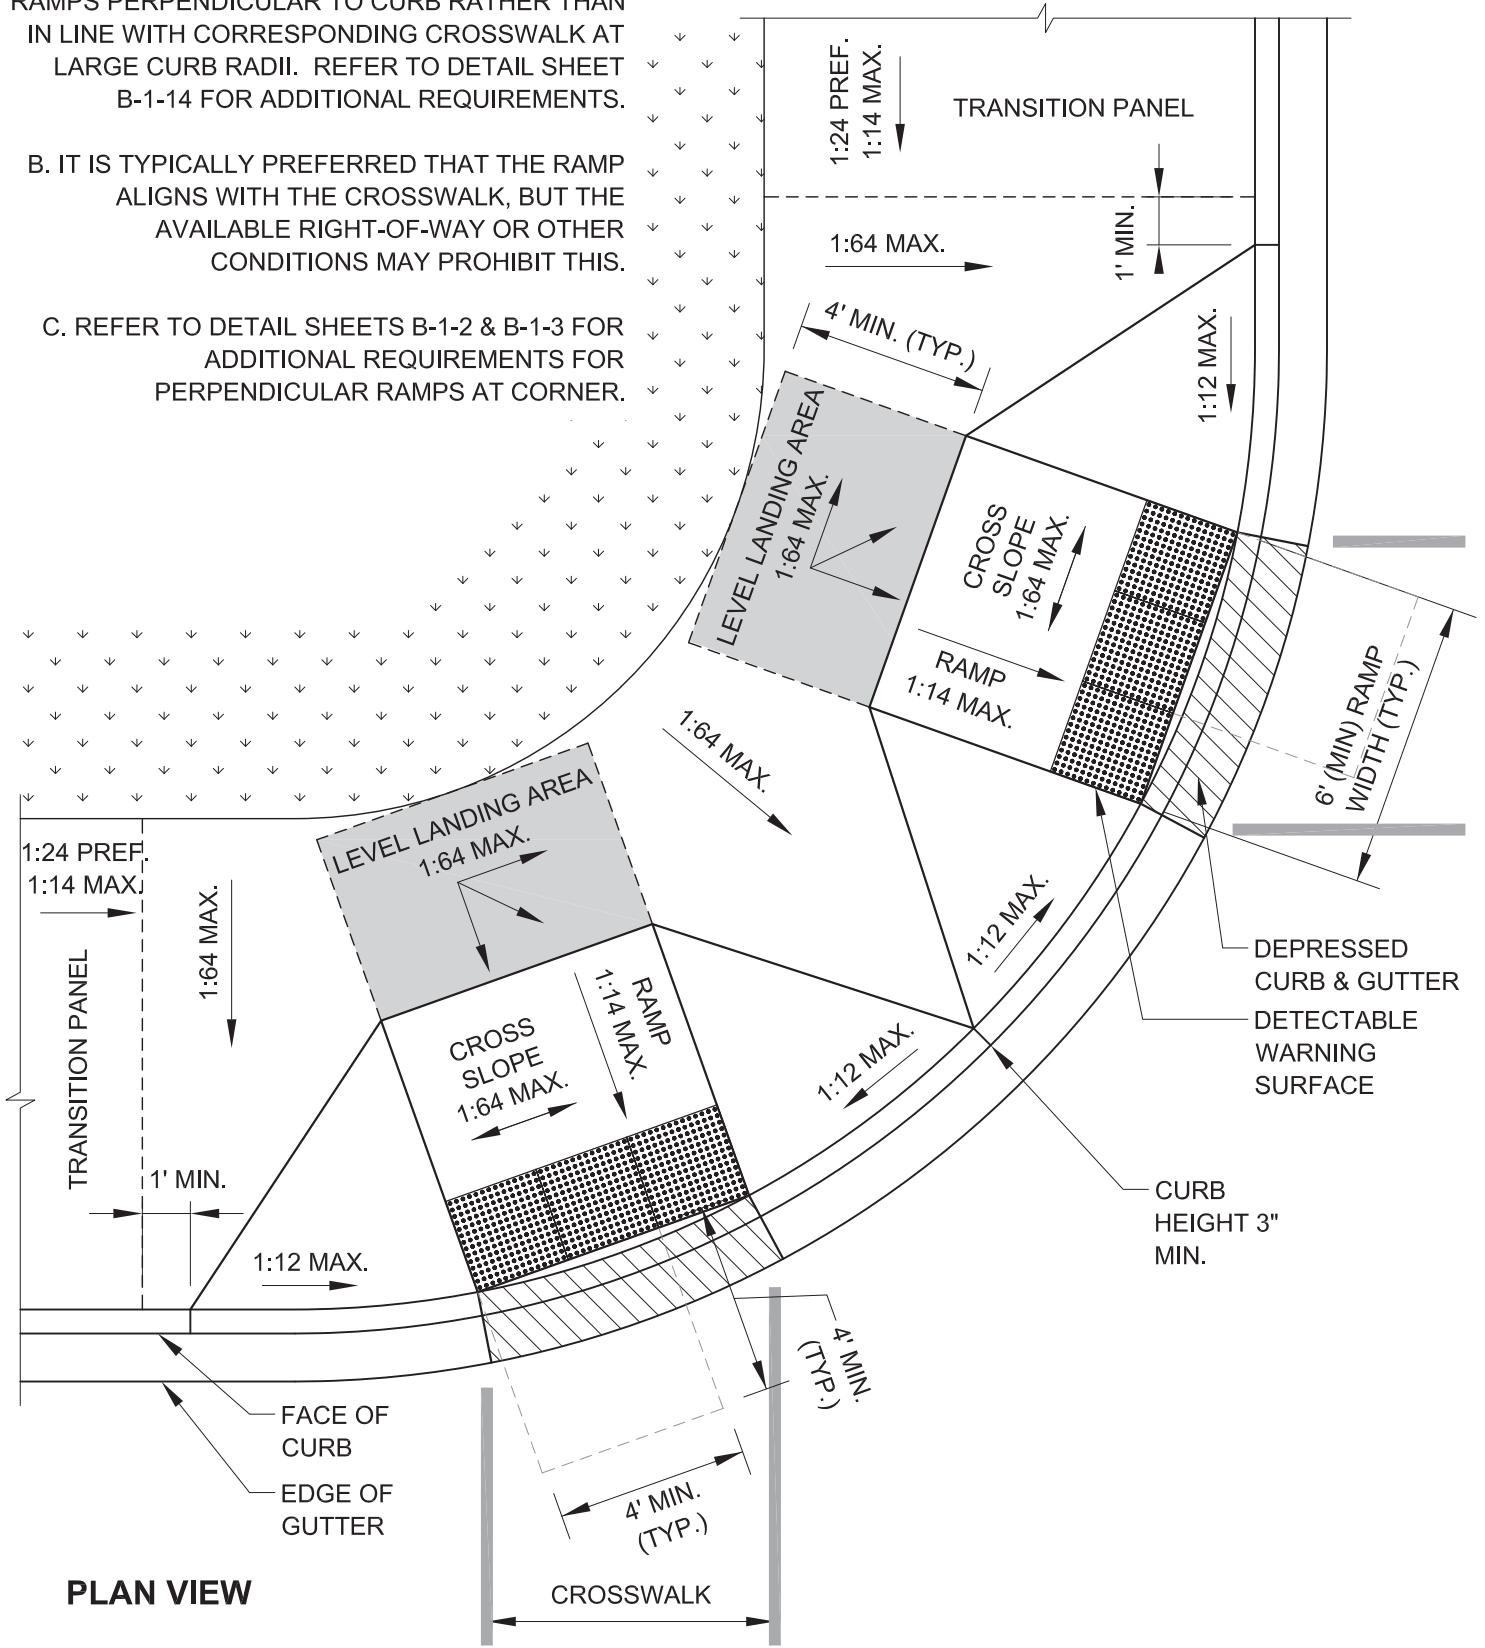 RAMPS PERPENDICULAR TO CURB RATHER THAN
IN LINE WITH CORRESPONDING CROSSWALK AT
LARGE CURB RADII. REFER TO DETAIL SHEET
B-1-14 FOR ADDITIONAL REQUIREMENTS.
B. IT IS TYPICALLY PREFERRED THAT THE RAMP
ALIGNS WITH THE CROSSWALK, BUT THE
AVAILABLE RIGHT-OF-WAY OR OTHER
CONDITIONS MAY PROHIBIT THIS.
C. REFER TO DETAIL SHEETS B-1-2 & B-1-3 FOR
ADDITIONAL REQUIREMENTS FOR
PERPENDICULAR RAMPS AT CORNER.
1:24 PREF.
1:14 MAX.
TRANSITION PANEL
1' MIN.
1:64 MAX.
4' MIN. (TYP.)
1:12 MAX.
LEVEL LANDING AREA
1:64 MAX.
CROSS
SLOPE
1:64 MAX.
RAMP
1:14 MAX.
6' (MIN) RAMP
WIDTH (TYP.)
1:64 MAX.
LEVEL LANDING AREA
1:64 MAX.
1:24 PREF.
1:14 MAX.
1:64 MAX.
TRANSITION PANEL
1' MIN.
CROSS
SLOPE
1:64 MAX.
RAMP
1:14 MAX.
1:12 MAX.
1:12 MAX.
DEPRESSED
CURB & GUTTER
DETECTABLE
WARNING
SURFACE
CURB
HEIGHT 3"
MIN.
1:12 MAX.
4' MIN.
(TYP.)
FACE OF
CURB
EDGE OF
GUTTER
4' MIN.
(TYP.)
CROSSWALK
PLAN VIEW